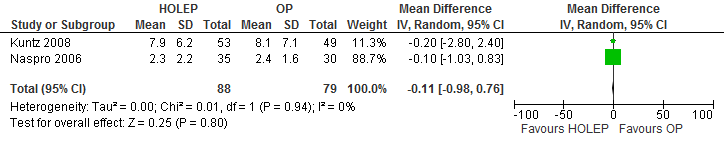 HOLEP OP Mean Difference Mean Difference
Study or Subgroup Mean SD Total Mean SD Total Weight IV, Random, 95% CI IV, Random, 95% CI
Kuntz 2008 7.9 6.2 53 8.1 7.1 49 11.3% -0.20 [-2.80, 2.40]
Naspro 2006 2.3 2.2 35 2.4 1.6 30 88.7% -0.10 [-1.03, 0.83]
Total (95% CI) 88 79 100.0% -0.11 [-0.98, 0.76]
Heterogeneity: Tau² = 0.00; Chi² = 0.01, df = 1 (P = 0.94); I² = 0%
Test for overall effect: Z = 0.25 (P = 0.80)
-100 -50 0 50 100
Favours HOLEP Favours OP